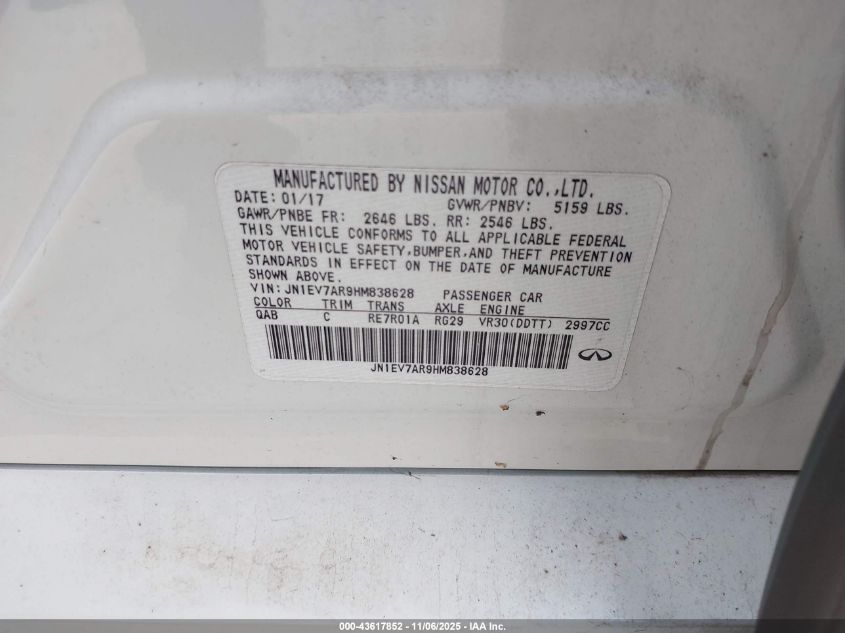 MANUFACTURED BY NISSAN MOTOR CO.,LTD.
DATE: 01/17 GVWR/PNBV: 5159 LBS.
GAWR/PNBE FR: 2646 LBS. RR: 2546 LBS.
THIS VEHICLE CONFORMS TO ALL APPLICABLE FEDERAL
MOTOR VEHICLE SAFETY,BUMPER,AND THEFT PREVENTION
STANDARDS IN EFFECT ON THE DATE OF MANUFACTURE
SHOWN ABOVE.
VIN: JN1EV7AR9HM838628 PASSENGER CAR
COLOR TRIM TRANS AXLE ENGINE
QAB C RE7R01A RG29 VR30(DDTT) 2997CC
JN1EV7AR9HM838628
000-43617852 - 11/06/2025 - IAA Inc.